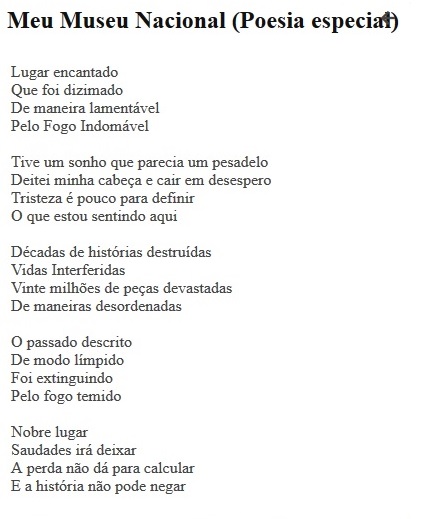 Meu Museu Nacional (Poesia especial)
Lugar encantado
Que foi dizimado
De maneira lamentável
Pelo Fogo Indomável
Tive um sonho que parecia um pesadelo
Deitei minha cabeça e cair em desespero
Tristeza é pouco para definir
O que estou sentindo aqui
Décadas de histórias destruídas
Vidas Interferidas
Vinte milhões de peças devastadas
De maneiras desordenadas
O passado descrito
De modo límpido
Foi extinguindo
Pelo fogo temido
Nobre lugar
Saudades irá deixar
A perda não dá para calcular
E a história não pode negar